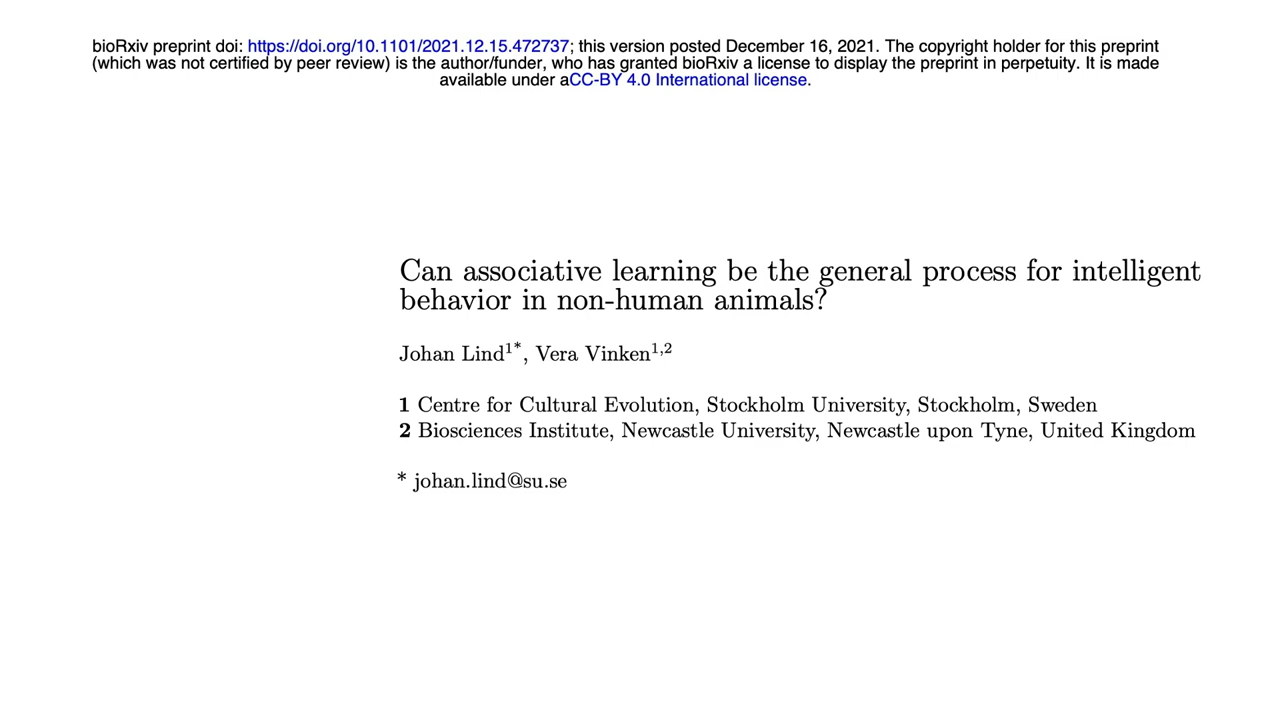 bioRxiv preprint doi: https://doi.org/10.1101/2021.12.15.472737; this version posted December 16, 2021. The copyright holder for this preprint
(which was not certified by peer review) is the author/funder, who has granted bioRxiv a license to display the preprint in perpetuity. It is made
available under aCC-BY 4.0 International license.
Can associative learning be the general process for intelligent
behavior in non-human animals?
Johan Lind1*, Vera Vinken1,2
1 Centre for Cultural Evolution, Stockholm University, Stockholm, Sweden
2 Biosciences Institute, Newcastle University, Newcastle upon Tyne, United Kingdom
* johan.lind@su.se